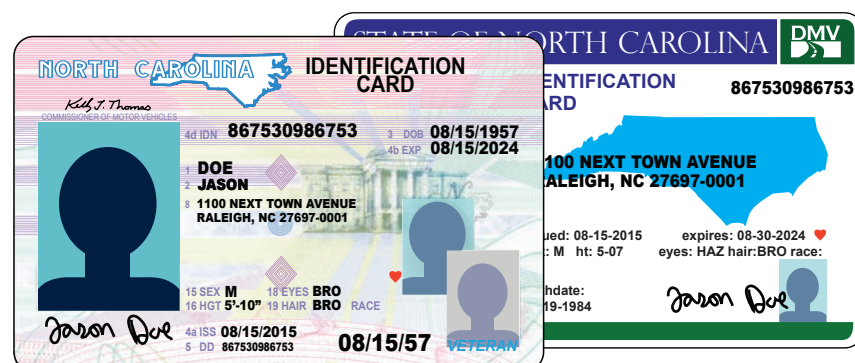 NORTH CAROLINA
IDENTIFICATION
CARD
Kelly J. Thomas
COMMISSIONER OF MOTOR VEHICLES
4d IDN 867530986753
3 DOB 08/15/1957
4b EXP 08/15/2024
1 DOE
2 JASON
8 1100 NEXT TOWN AVENUE
RALEIGH, NC 27697-0001
15 SEX M 18 EYES BRO
16 HGT 5'-10" 19 HAIR BRO RACE
Jason Doe
4a ISS 08/15/2015
5 DD 867530986753
08/15/57
VETERAN
STATE OF NORTH CAROLINA
DMV
ENTIFICATION
ARD
867530986753
1100 NEXT TOWN AVENUE
RALEIGH, NC 27697-0001
ued: 08-15-2015 expires: 08-30-2024
: M ht: 5-07 eyes: HAZ hair:BRO race:
hdate:
19-1984
Jason Doe